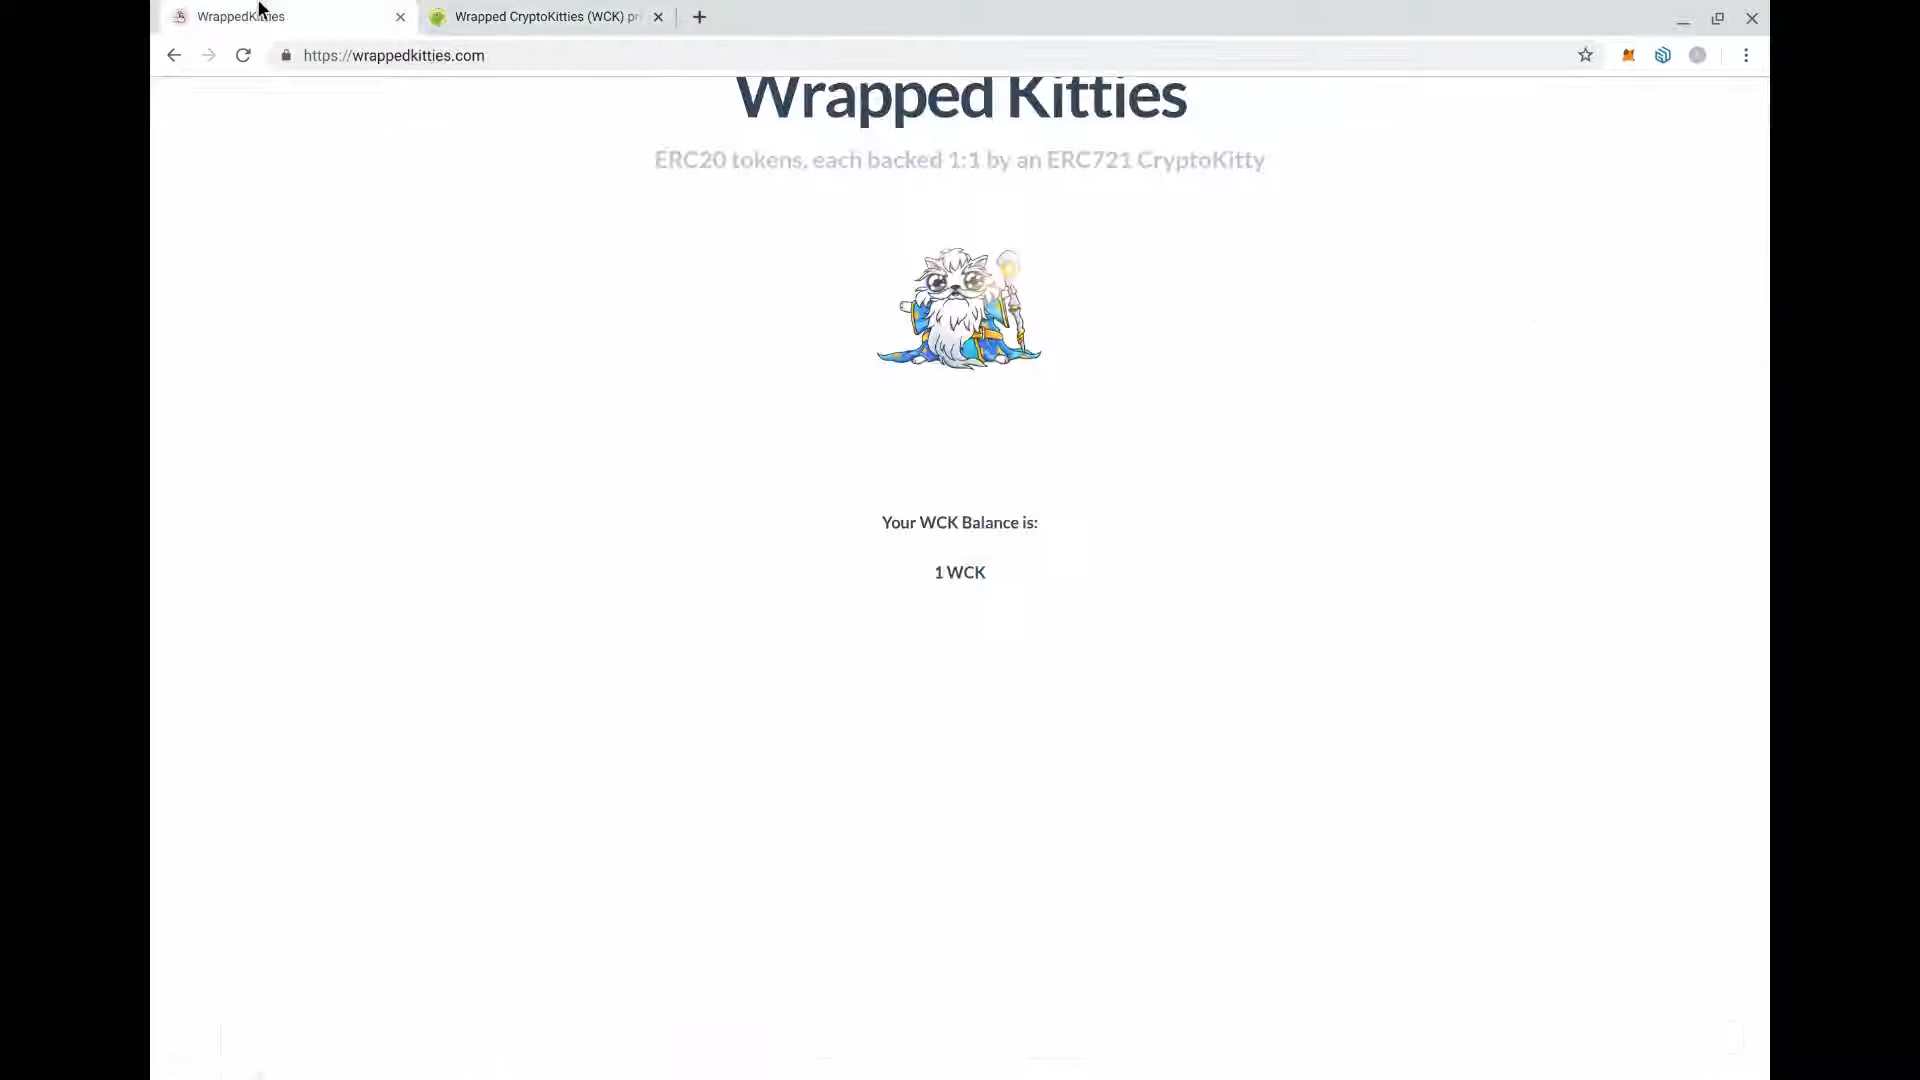 WrappedKitties
Wrapped CryptoKitties (WCK) pr
https://wrappedkitties.com
Wrapped Kitties
ERC20 tokens, each backed 1:1 by an ERC721 CryptoKitty
Your WCK Balance is:
1 WCK